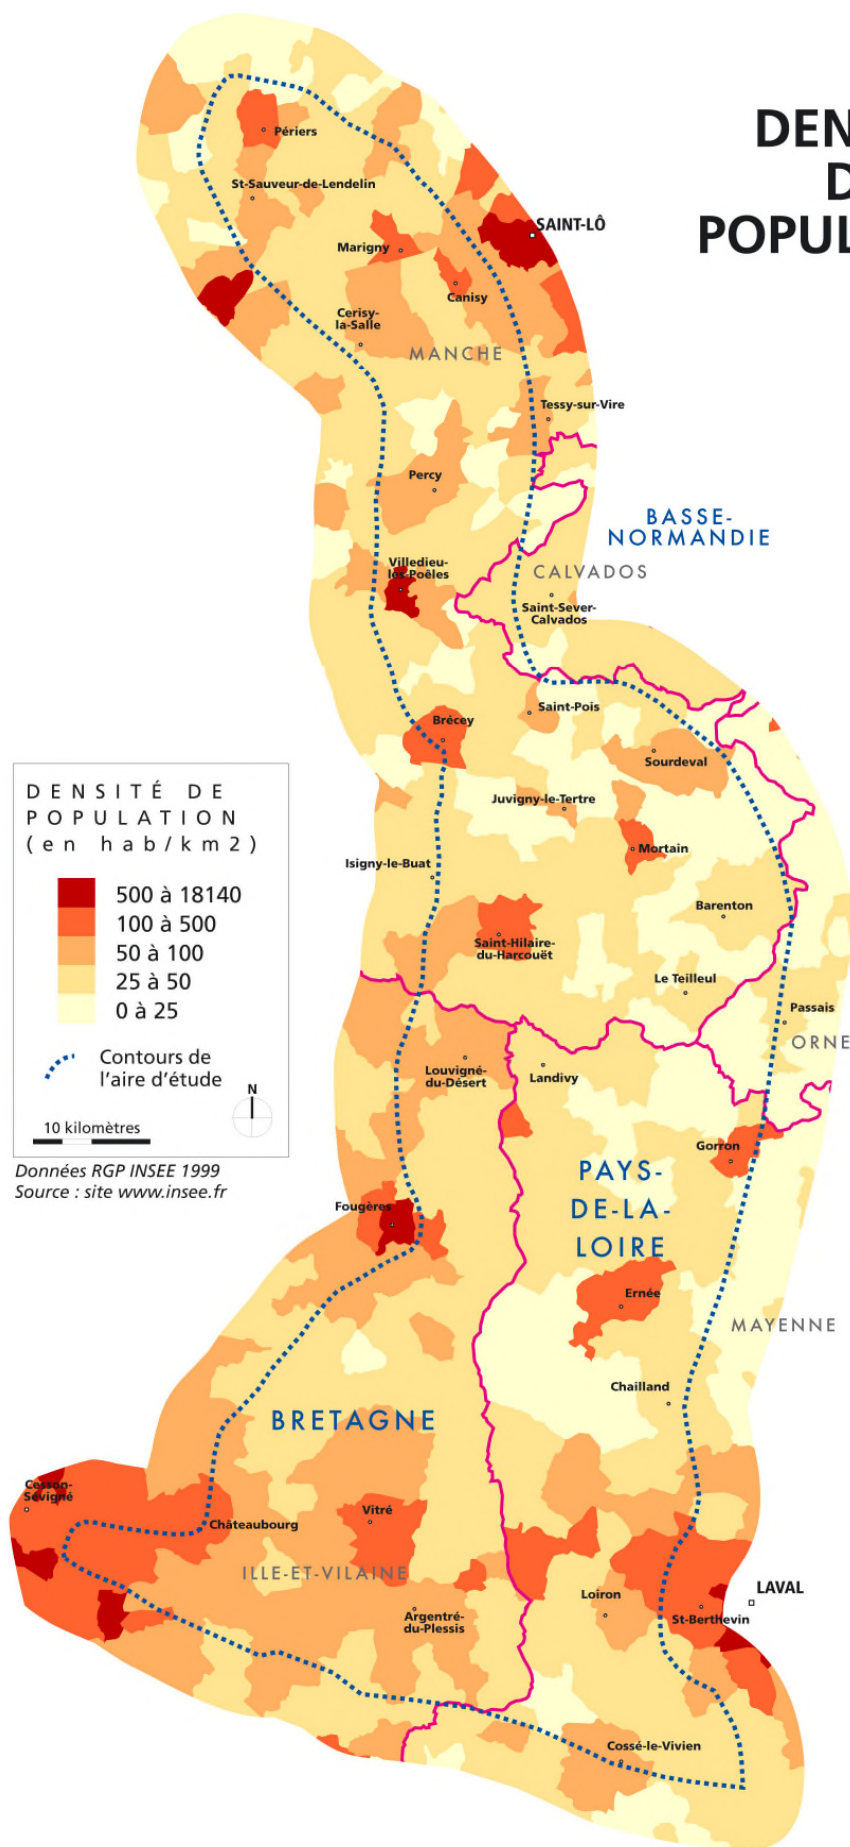 DEN
D
POPUL
Périers
St-Sauveur-de-Lendelin
SAINT-LÔ
Marigny
Canisy
Cerisy-
la-Salle
MANCHE
Tessy-sur-Vire
Percy
BASSE-
NORMANDIE
Villedieu-
les-Poêles
CALVADOS
Saint-Sever-
Calvados
Saint-Pois
Brécey
Sourdeval
DENSITÉ DE
POPULATION
(en hab/km2)
500 à 18140
100 à 500
50 à 100
25 à 50
0 à 25
Contours de
l'aire d'étude
N
10 kilomètres
Données RGP INSEE 1999
Source : site www.insee.fr
Juvigny-le-Tertre
Mortain
Isigny-le-Buat
Barenton
Saint-Hilaire-
du-Harcouët
Le Teilleul
Passais
ORNE
Louvigné-
du-Désert
Landivy
Gorron
PAYS-
DE-LA-
LOIRE
Fougères
Ernée
MAYENNE
Chailland
BRETAGNE
Cesson-
Sévigné
Châteaubourg
Vitré
ILLE-ET-VILAINE
LAVAL
Loiron
St-Berthevin
Argentré-
du-Plessis
Cossé-le-Vivien